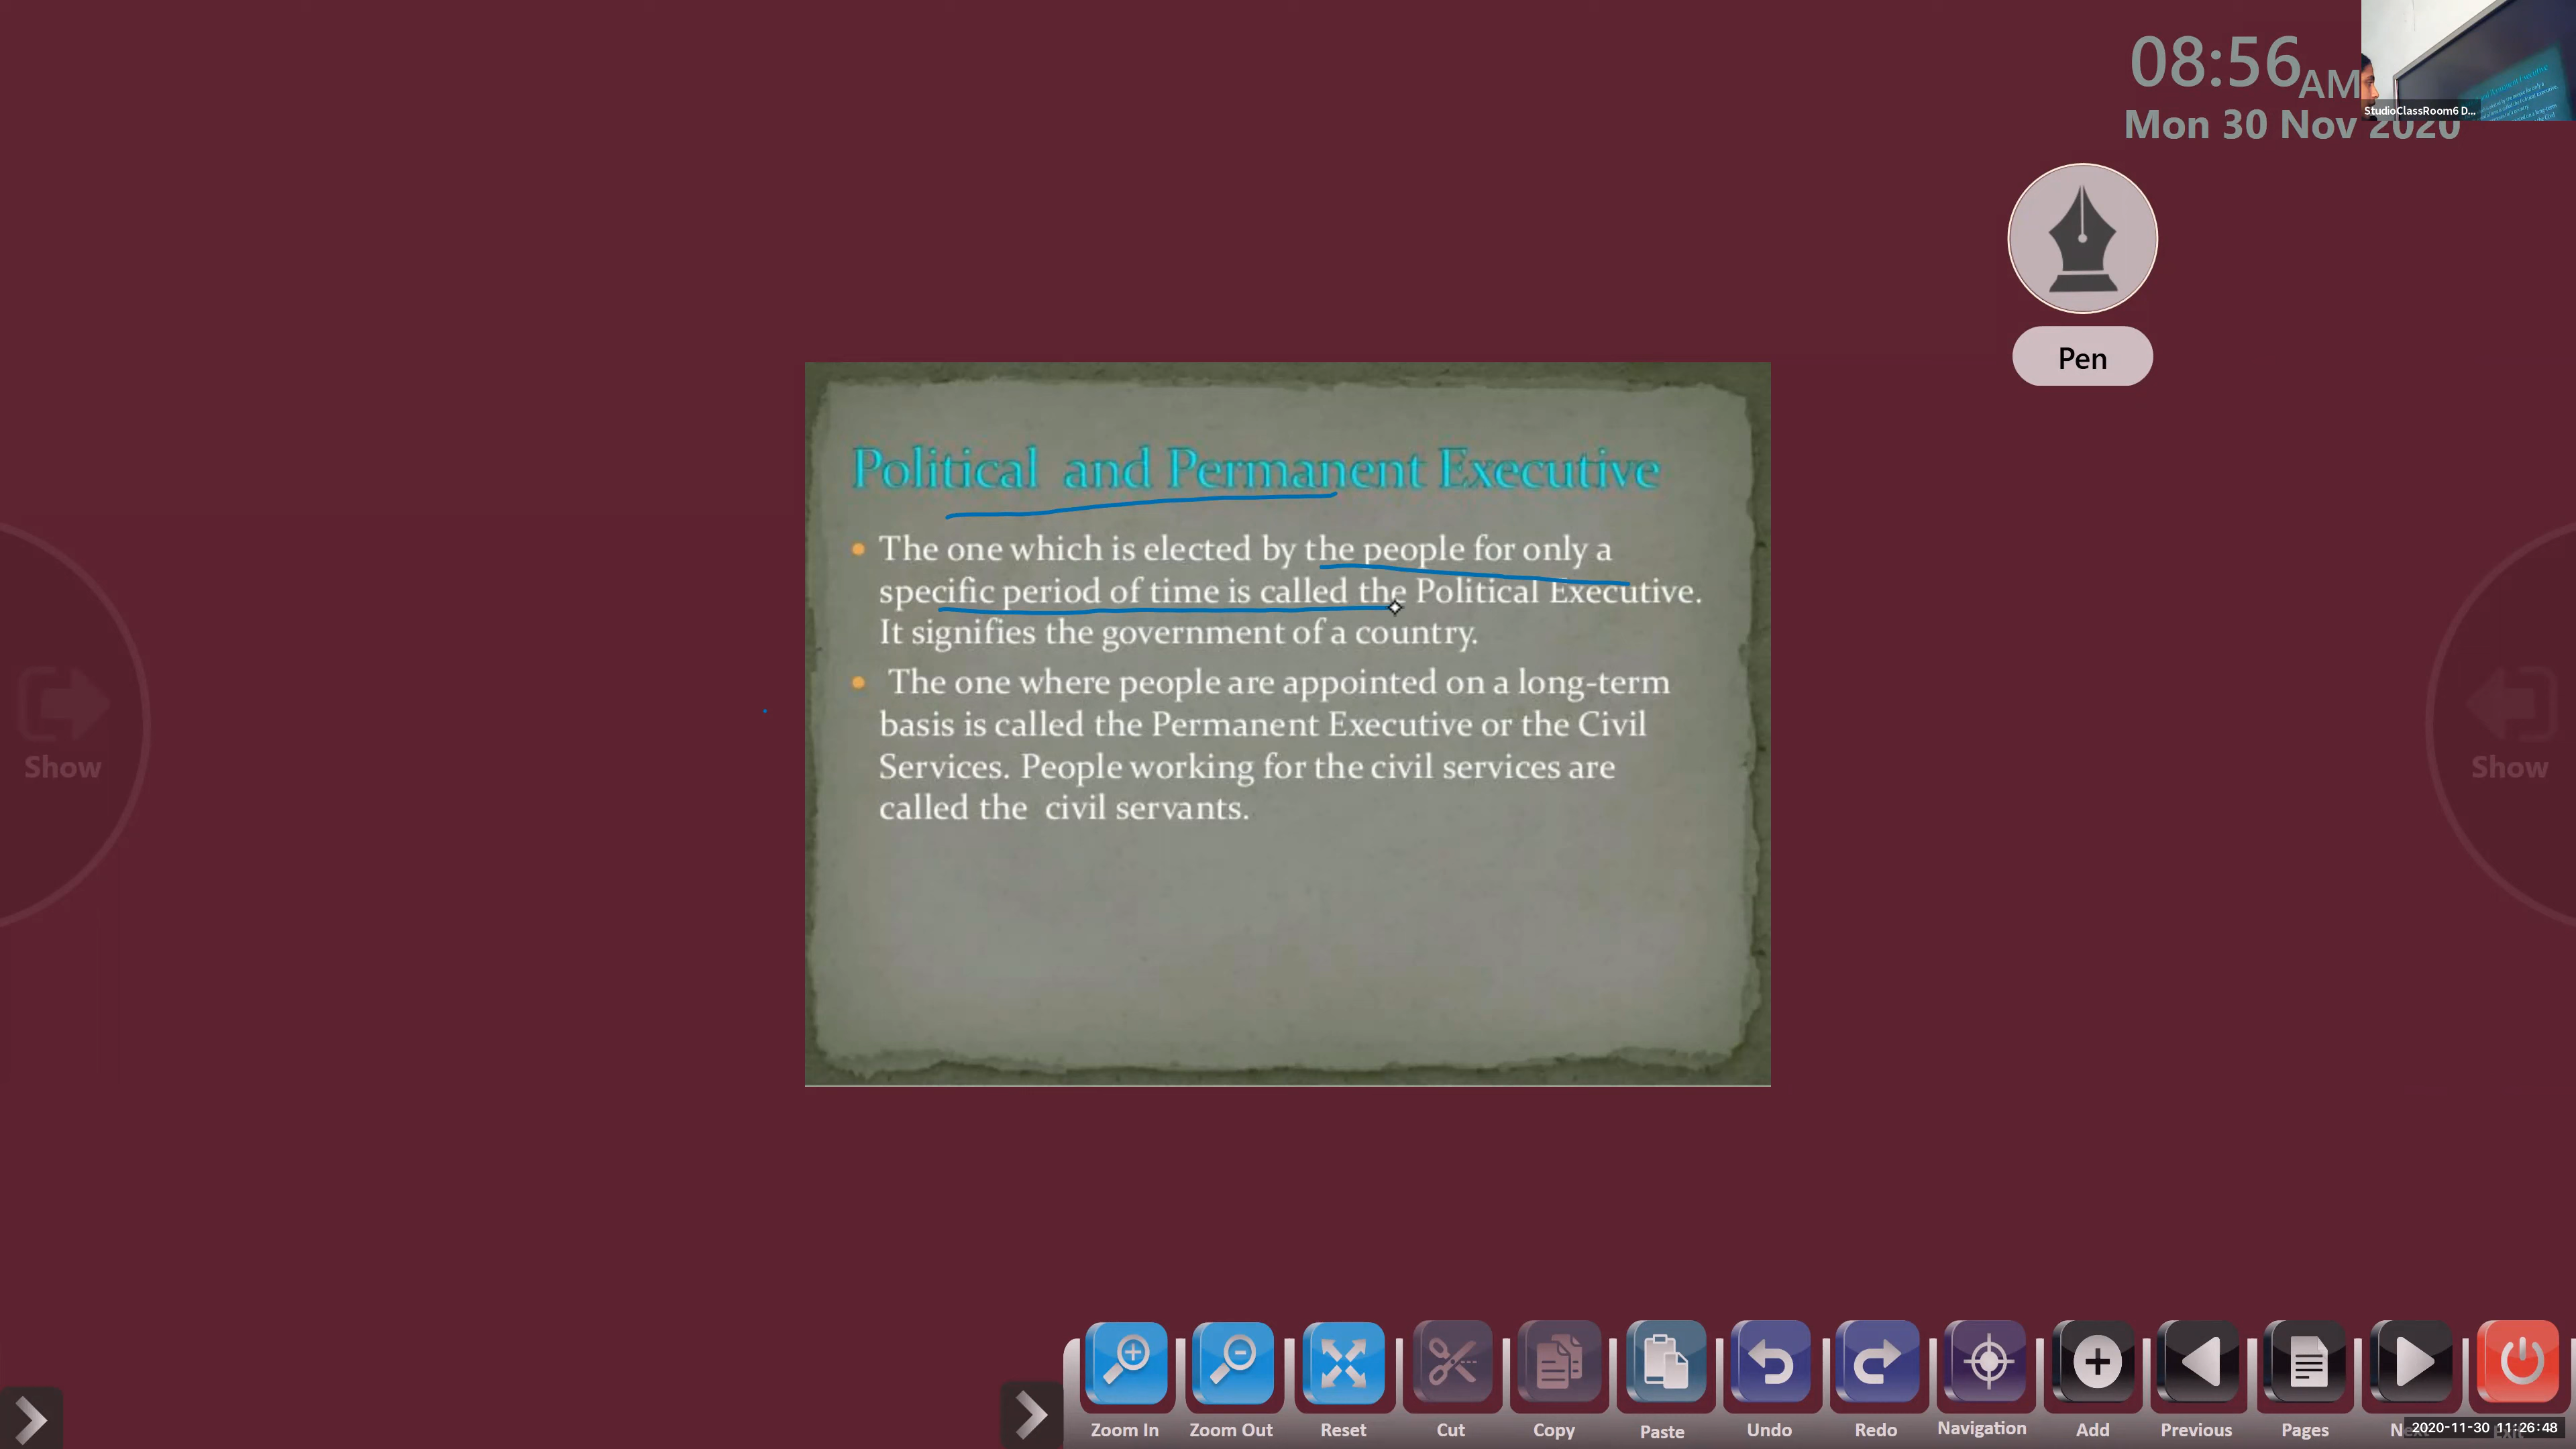 08:56 AM
Mon 30 Nov 2020
StudioClassRoom6 D...
Pen
Political and Permanent Executive
• The one which is elected by the people for only a
specific period of time is called the Political Executive.
It signifies the government of a country.
• The one where people are appointed on a long-term
basis is called the Permanent Executive or the Civil
Services. People working for the civil services are
called the civil servants.
Show
Show
Zoom In
Zoom Out
Reset
Cut
Copy
Paste
Undo
Redo
Navigation
Add
Previous
Pages
2020-11-30 11:26:48